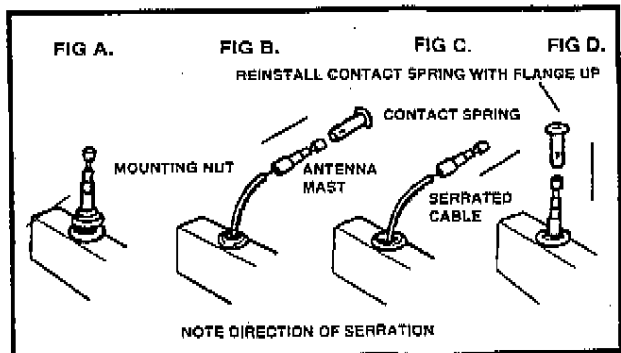 FIG A.
FIG B.
FIG C.
FIG D.
REINSTALL CONTACT SPRING WITH FLANGE UP
CONTACT SPRING
MOUNTING NUT
ANTENNA
MAST
SERRATED
CABLE
NOTE DIRECTION OF SERRATION